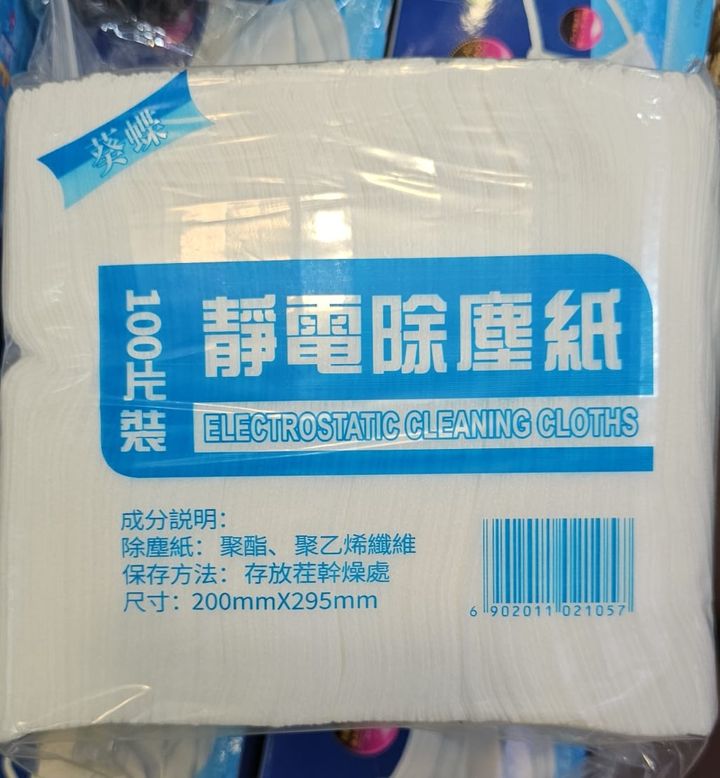 葵蝶
100片裝
靜電除塵紙
ELECTROSTATIC CLEANING CLOTHS
成分説明：
除塵紙：聚酯、聚乙烯纖維
保存方法：存放茬幹燥處
尺寸：200mmX295mm
6 902011 021057